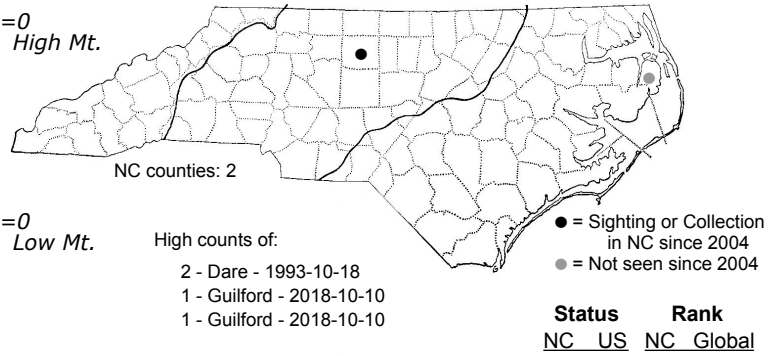 =0
High Mt.
NC counties: 2
=0
Low Mt.
High counts of:
2 - Dare - 1993-10-18
1 - Guilford - 2018-10-10
1 - Guilford - 2018-10-10
= Sighting or Collection
in NC since 2004
= Not seen since 2004
Status Rank
NC US NC Global